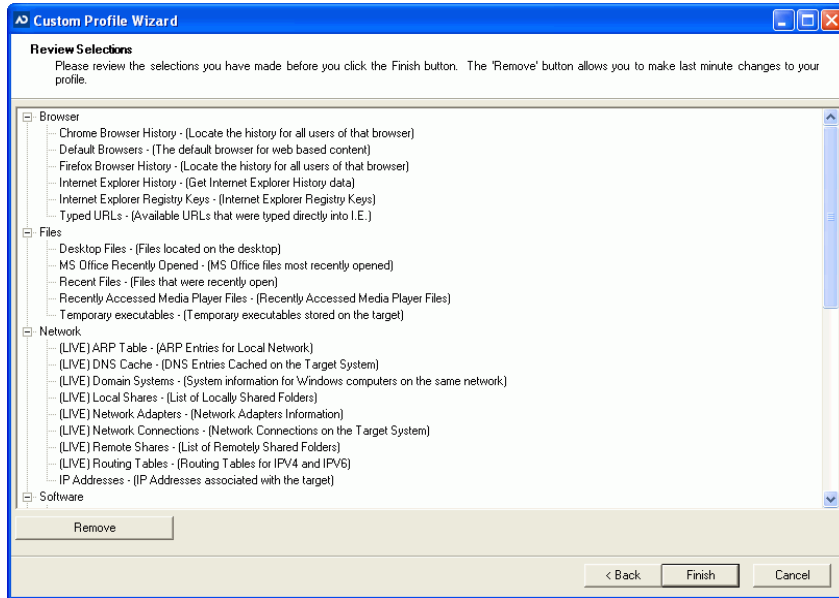 Custom Profile Wizard
Review Selections
Please review the selections you have made before you click the Finish button. The 'Remove' button allows you to make last minute changes to your
profile.
Browser
Chrome Browser History - (Locate the history for all users of that browser)
Default Browsers - (The default browser for web based content)
Firefox Browser History - (Locate the history for all users of that browser)
Internet Explorer History - (Get Internet Explorer History data)
Internet Explorer Registry Keys - (Internet Explorer Registry Keys)
Typed URLs - (Available URLs that were typed directly into I.E.)
Files
Desktop Files - (Files located on the desktop)
MS Office Recently Opened - (MS Office files most recently opened)
Recent Files - (Files that were recently open)
Recently Accessed Media Player Files - (Recently Accessed Media Player Files)
Temporary executables - (Temporary executables stored on the target)
Network
(LIVE) ARP Table - (ARP Entries for Local Network)
(LIVE) DNS Cache - (DNS Entries Cached on the Target System)
(LIVE) Domain Systems - (System information for Windows computers on the same network)
(LIVE) Local Shares - (List of Locally Shared Folders)
(LIVE) Network Adapters - (Network Adapters Information)
(LIVE) Network Connections - (Network Connections on the Target System)
(LIVE) Remote Shares - (List of Remotely Shared Folders)
(LIVE) Routing Tables - (Routing Tables for IPV4 and IPV6)
IP Addresses - (IP Addresses associated with the target)
Software
Remove
< Back
Finish
Cancel